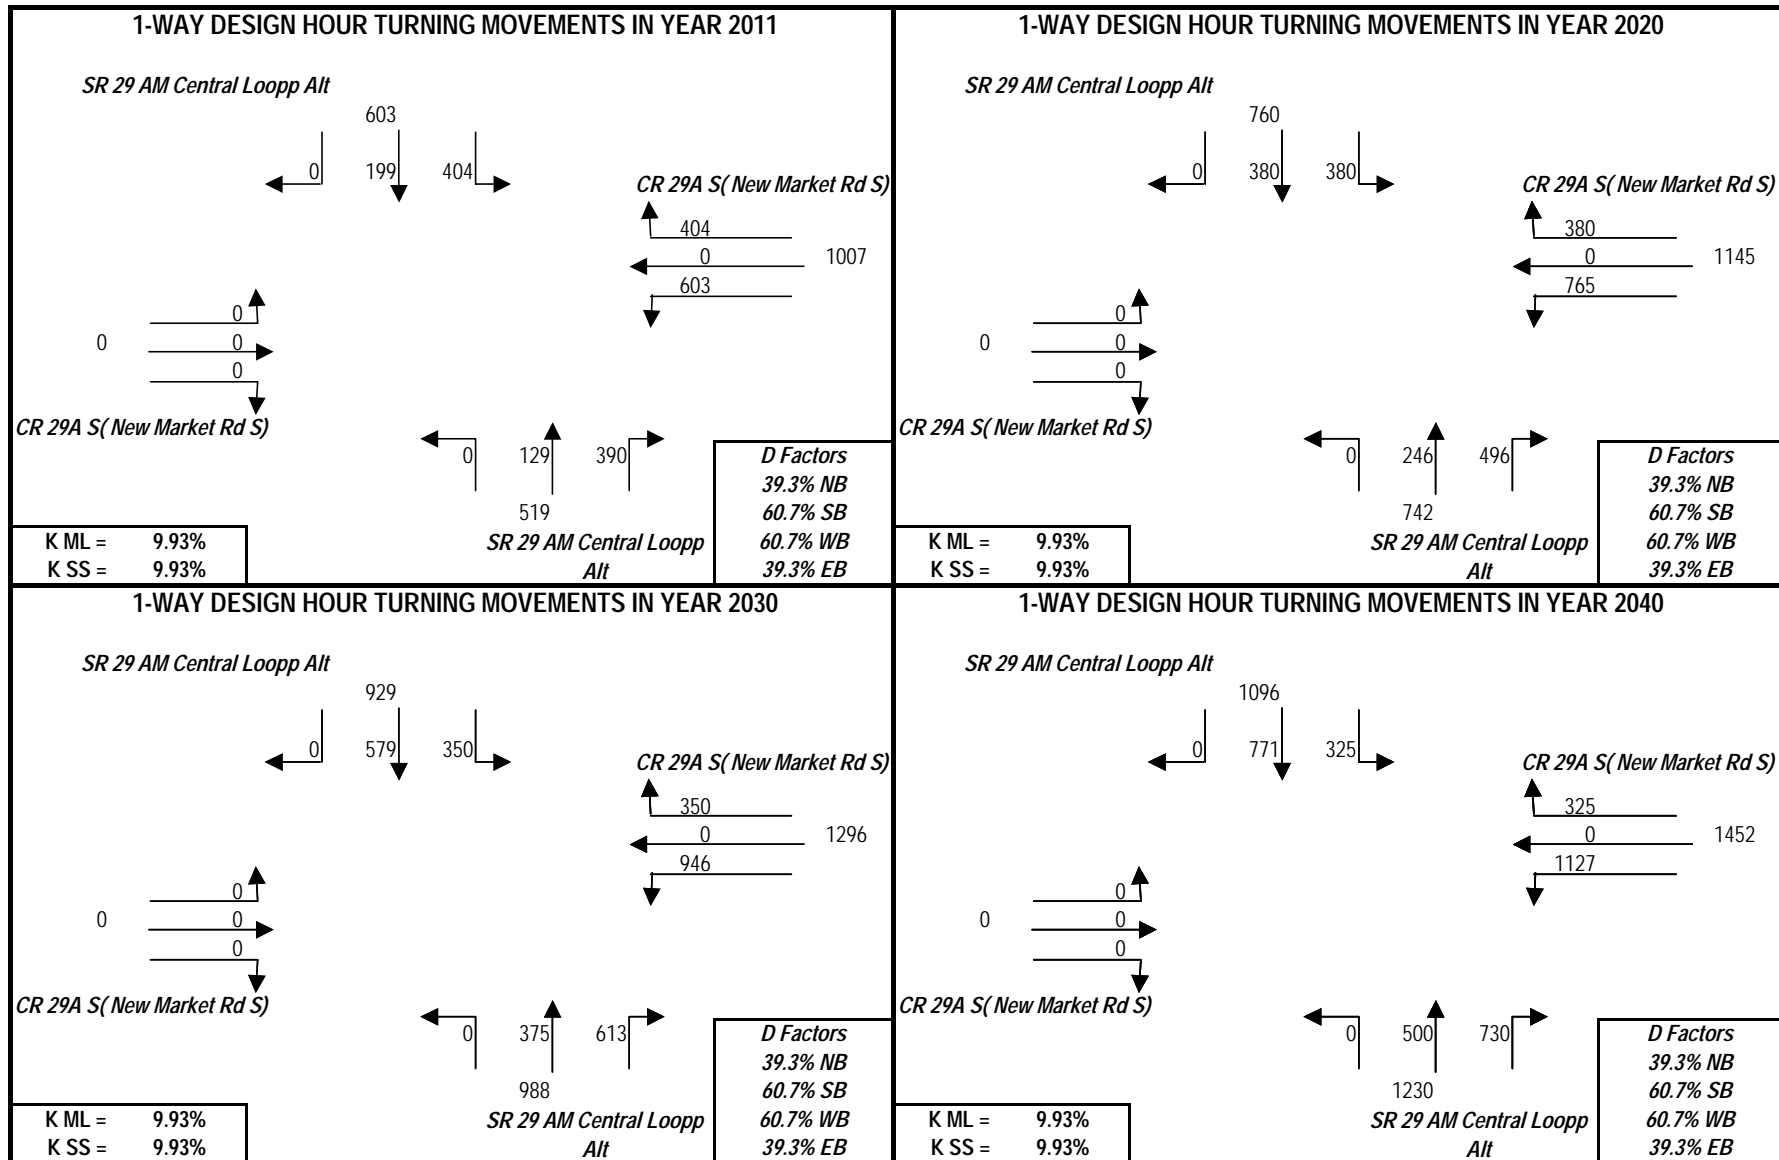 1-WAY DESIGN HOUR TURNING MOVEMENTS IN YEAR 2011
SR 29 AM Central Loopp Alt
603
0 199 404
CR 29A S( New Market Rd S)
404
0 1007
603
0
0 0
0
CR 29A S( New Market Rd S)
0 129 390
519
SR 29 AM Central Loopp
Alt
D Factors
39.3% NB
60.7% SB
60.7% WB
39.3% EB
K ML = 9.93%
K SS = 9.93%
1-WAY DESIGN HOUR TURNING MOVEMENTS IN YEAR 2020
SR 29 AM Central Loopp Alt
760
0 380 380
CR 29A S( New Market Rd S)
380
0 1145
765
0
0 0
0
CR 29A S( New Market Rd S)
0 246 496
742
SR 29 AM Central Loopp
Alt
D Factors
39.3% NB
60.7% SB
60.7% WB
39.3% EB
K ML = 9.93%
K SS = 9.93%
1-WAY DESIGN HOUR TURNING MOVEMENTS IN YEAR 2030
SR 29 AM Central Loopp Alt
929
0 579 350
CR 29A S( New Market Rd S)
350
0 1296
946
0
0 0
0
CR 29A S( New Market Rd S)
0 375 613
988
SR 29 AM Central Loopp
Alt
D Factors
39.3% NB
60.7% SB
60.7% WB
39.3% EB
K ML = 9.93%
K SS = 9.93%
1-WAY DESIGN HOUR TURNING MOVEMENTS IN YEAR 2040
SR 29 AM Central Loopp Alt
1096
0 771 325
CR 29A S( New Market Rd S)
325
0 1452
1127
0
0 0
0
CR 29A S( New Market Rd S)
0 500 730
1230
SR 29 AM Central Loopp
Alt
D Factors
39.3% NB
60.7% SB
60.7% WB
39.3% EB
K ML = 9.93%
K SS = 9.93%